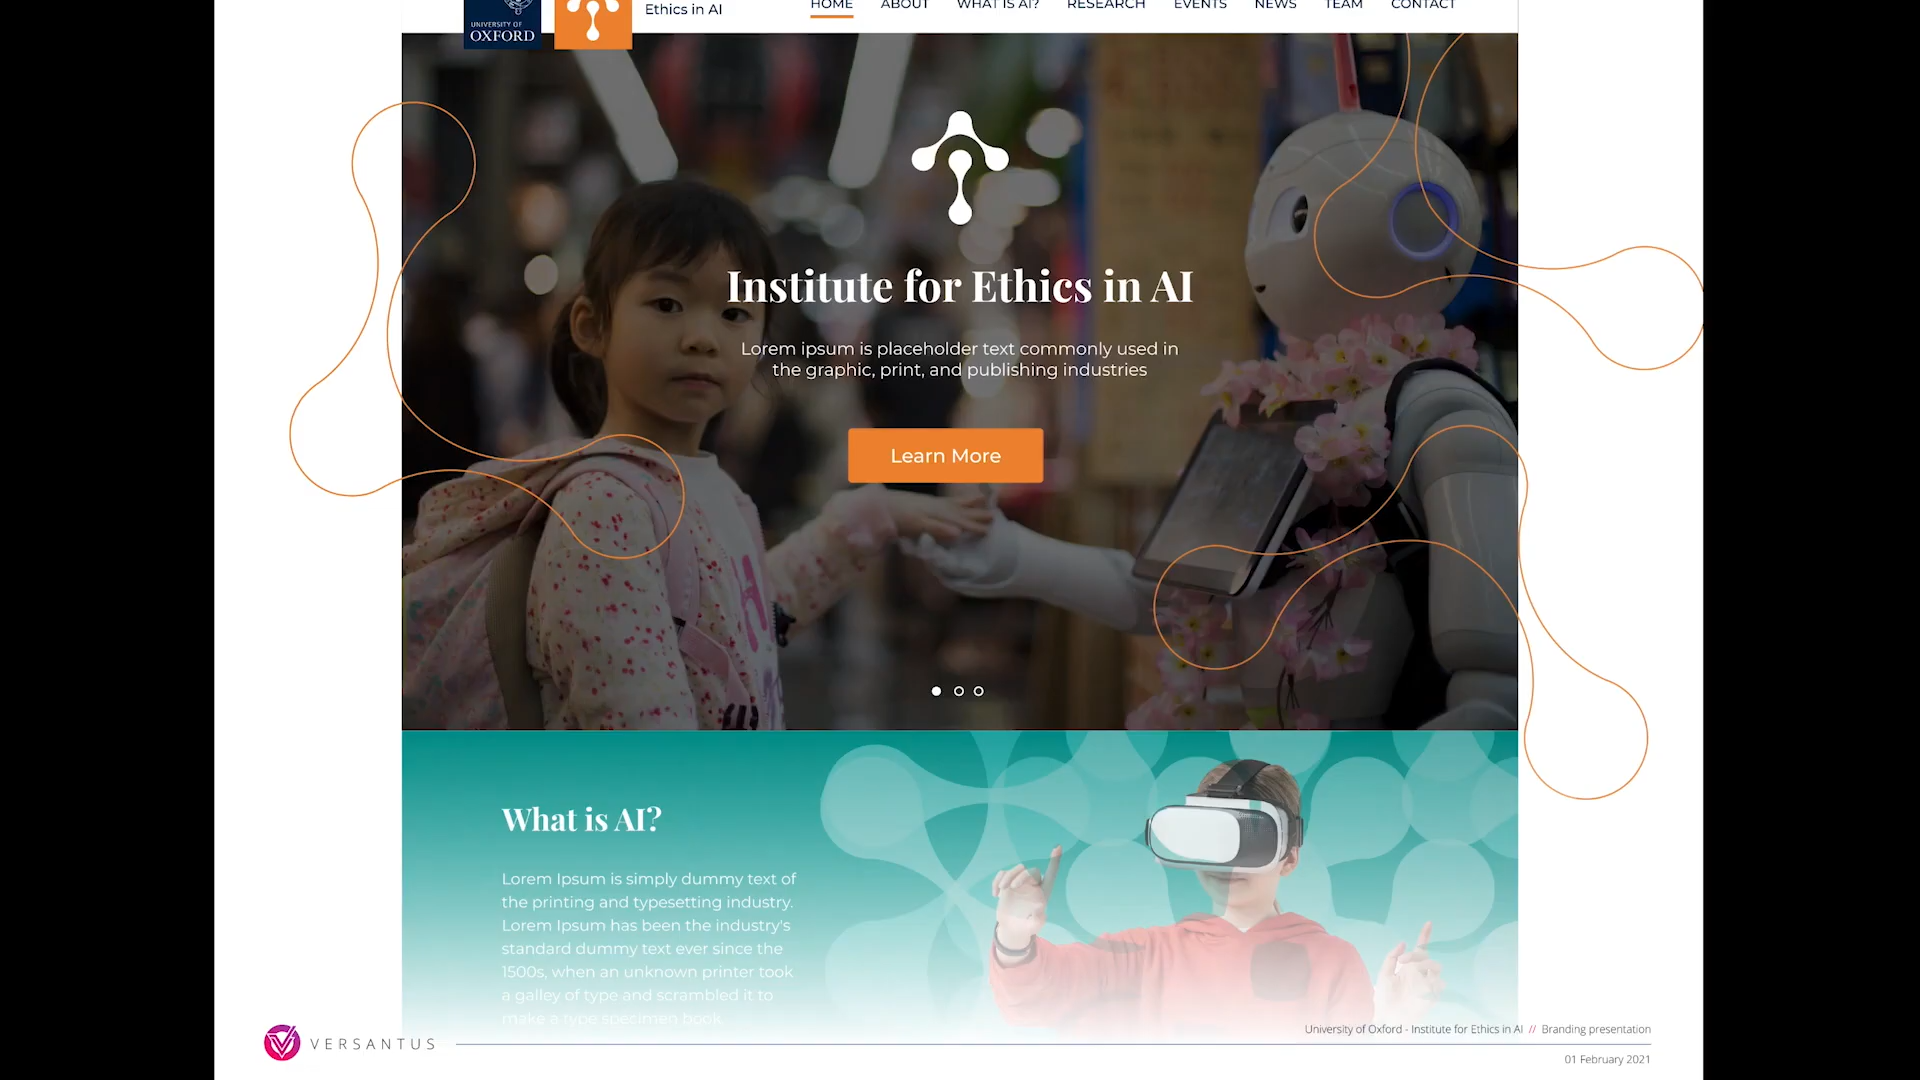 UNIVERSITY OF
OXFORD
Ethics in AI
HOME ABOUT WHAT IS AI? RESEARCH EVENTS NEWS TEAM CONTACT
Institute for Ethics in AI
Lorem ipsum is placeholder text commonly used in
the graphic, print, and publishing industries
Learn More
What is AI?
Lorem Ipsum is simply dummy text of
the printing and typesetting industry.
Lorem Ipsum has been the industry's
standard dummy text ever since the
1500s, when an unknown printer took
a galley of type and scrambled it to
make a type specimen book.
VERSANTUS
University of Oxford - Institute for Ethics in AI // Branding presentation
01 February 2021